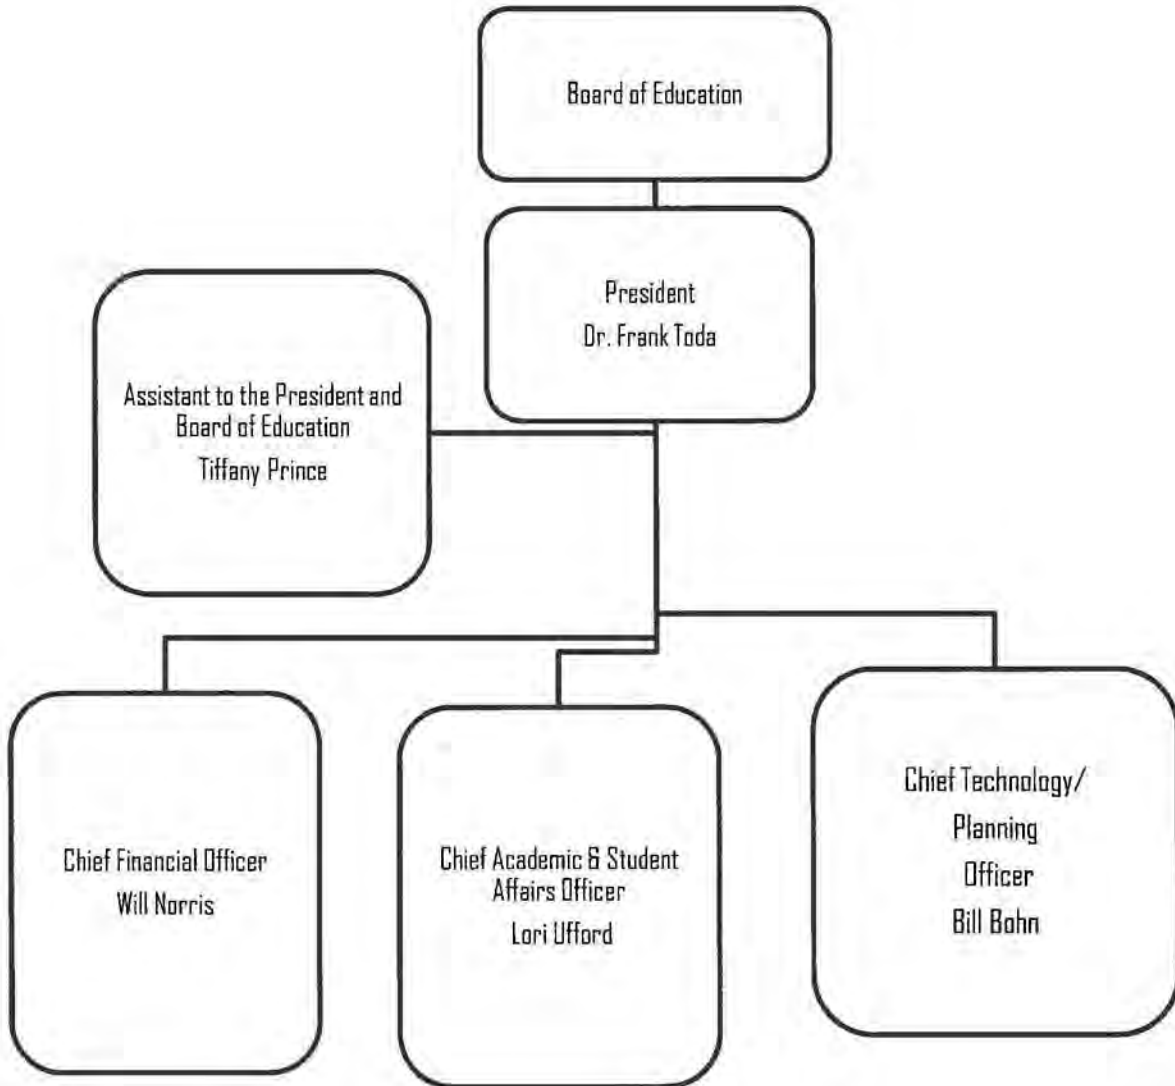 Board of Education
President
Dr. Frank Toda
Assistant to the President and
Board of Education
Tiffany Prince
Chief Financial Officer
Will Norris
Chief Academic & Student
Affairs Officer
Lori Ufford
Chief Technology/
Planning
Officer
Bill Bohn